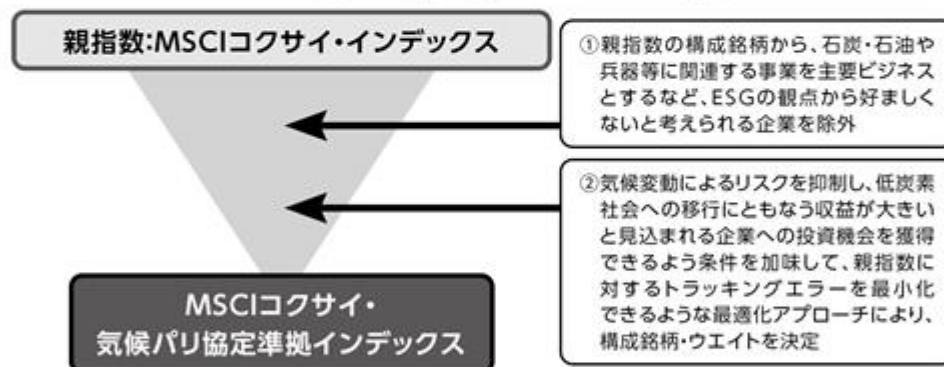 親指数:MSCIコクサイ・インデックス
①親指数の構成銘柄から、石炭・石油や
兵器等に関連する事業を主要ビジネス
とするなど、ESGの観点から好ましく
ないと考えられる企業を除外
②気候変動によるリスクを抑制し、低炭素
社会への移行にともなう収益が大きい
と見込まれる企業への投資機会を獲得
できるよう条件を加味して、親指数に
対するトラッキングエラーを最小化
できるような最適化アプローチにより、
構成銘柄・ウエイトを決定
MSCIコクサイ・
気候パリ協定準拠インデックス